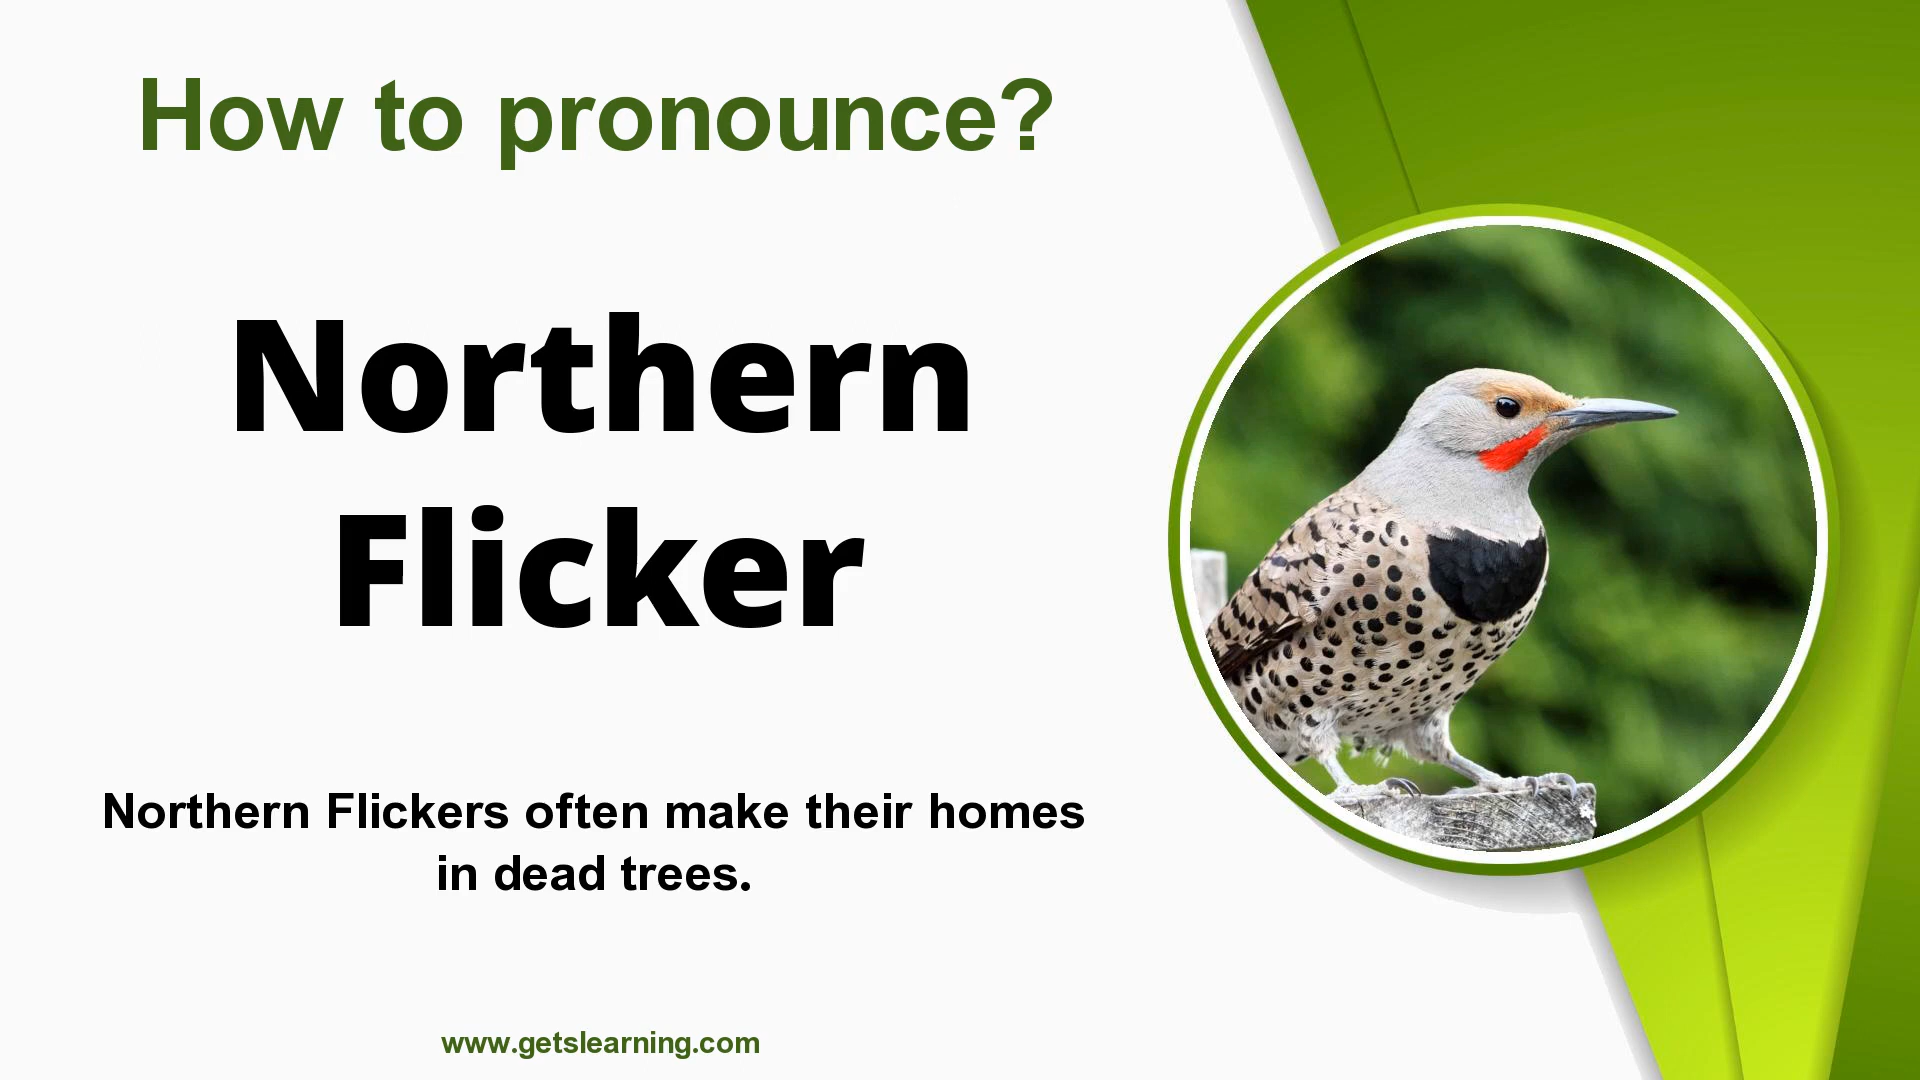 How to pronounce?
Northern
Flicker
Northern Flickers often make their homes
in dead trees.
www.getslearning.com